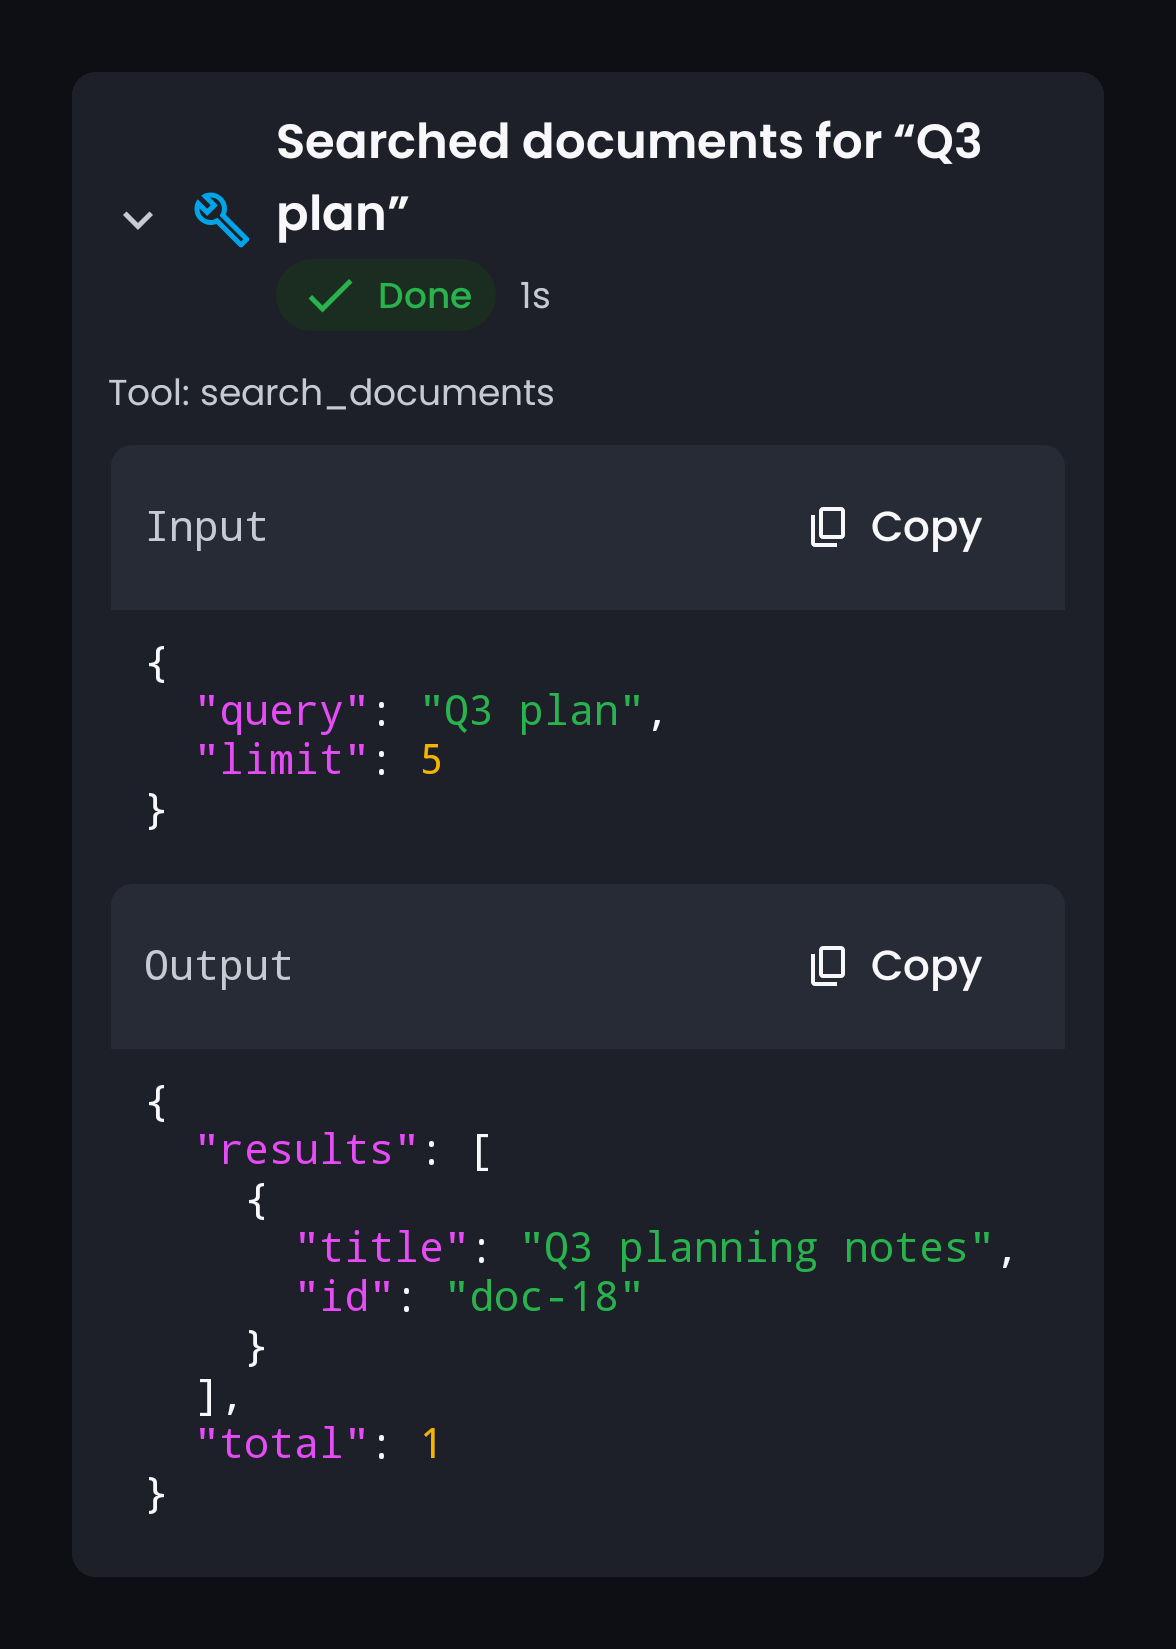 Searched documents for “Q3
plan”
Done 1s
Tool: search_documents
Input Copy
{
  "query": "Q3 plan",
  "limit": 5
}
Output Copy
{
  "results": [
    {
      "title": "Q3 planning notes",
      "id": "doc-18"
    }
  ],
  "total": 1
}